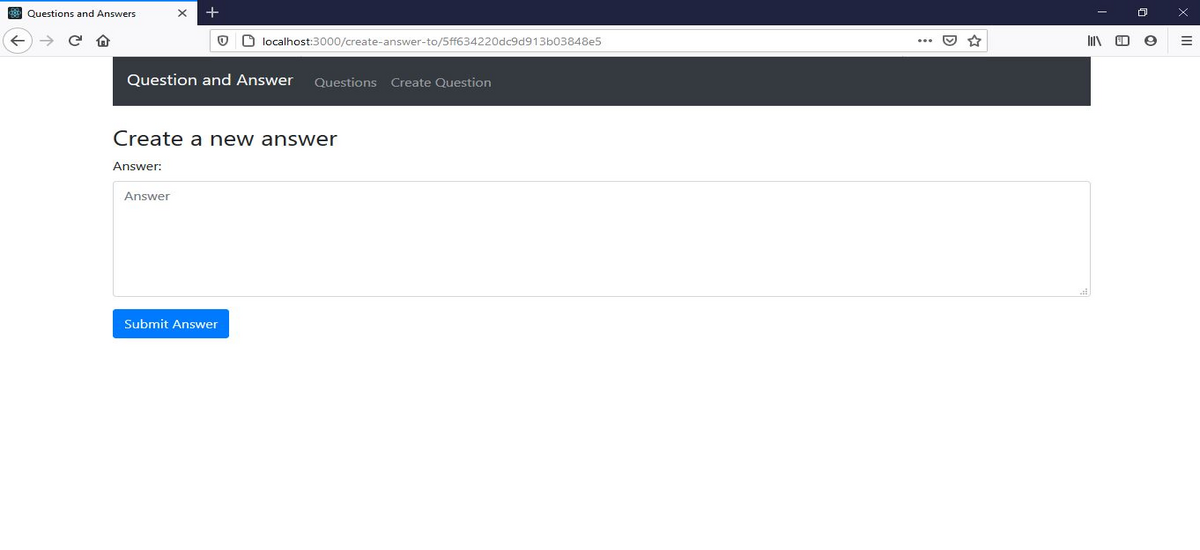 Questions and Answers
localhost:3000/create-answer-to/5ff634220dc9d913b03848e5
Question and Answer Questions Create Question
Create a new answer
Answer:
Answer
Submit Answer